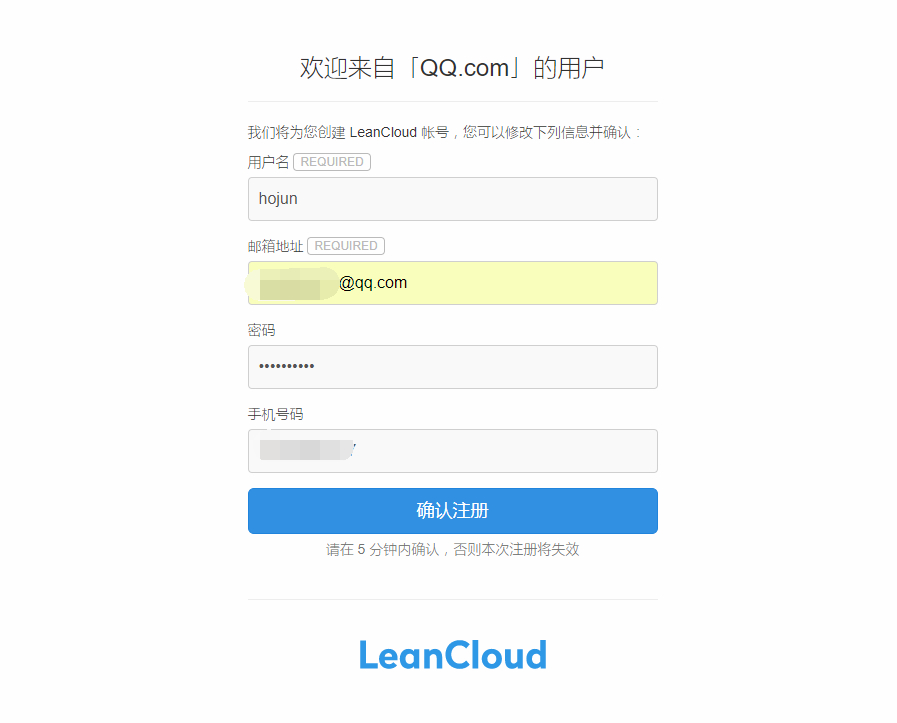 欢迎来自「QQ.com」的用户
我们将为您创建 LeanCloud 帐号，您可以修改下列信息并确认：
用户名 REQUIRED
hojun
邮箱地址 REQUIRED
@qq.com
密码
••••••••••
手机号码
确认注册
请在 5 分钟内确认，否则本次注册将失效
LeanCloud